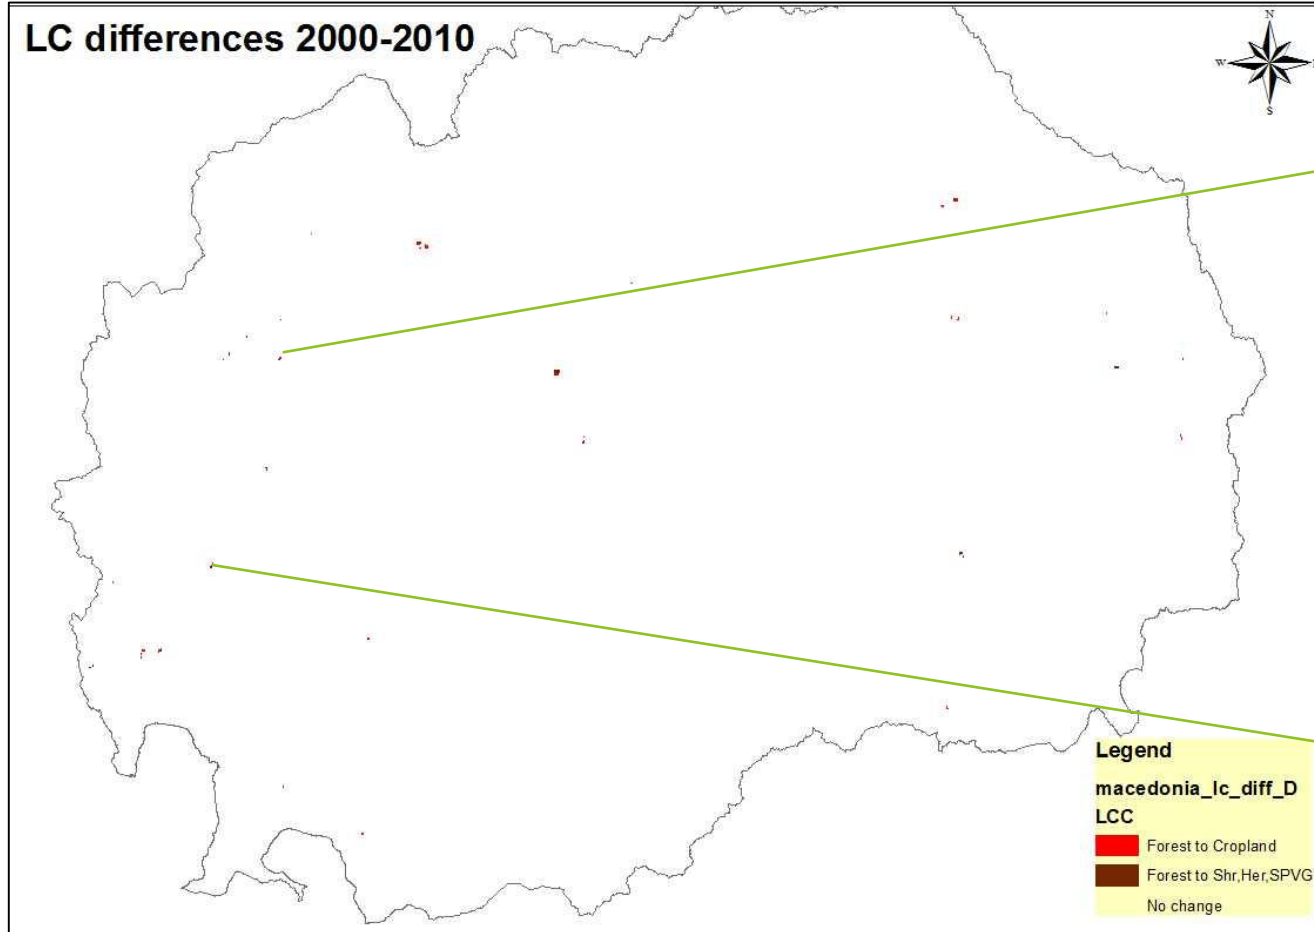 LC differences 2000-2010
N
W
S
Legend
macedonia_lc_diff_D
LCC
Forest to Cropland
Forest to Shr,Her,SPVG
No change